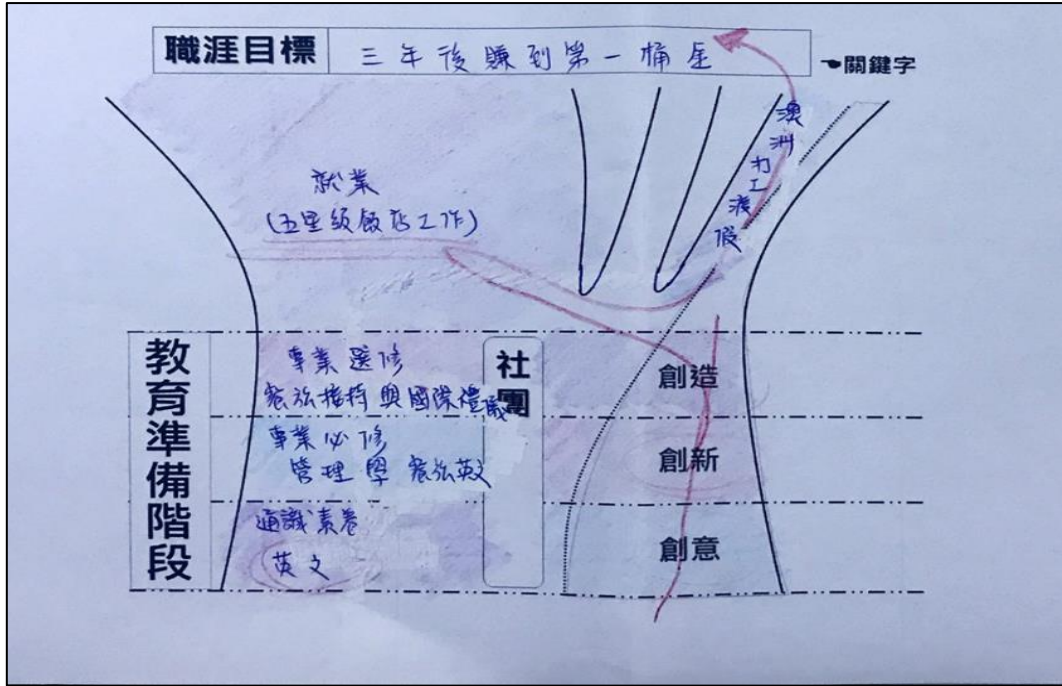 職涯目標 三年後賺到第一桶金
☚關鍵字
澳洲打工渡假
就業
(五星級飯店工作)
教育準備階段
專業選修
餐旅接待與國際禮儀
專業必修
管理學 餐旅英文
通識素養
英文
社團
創造
創新
創意